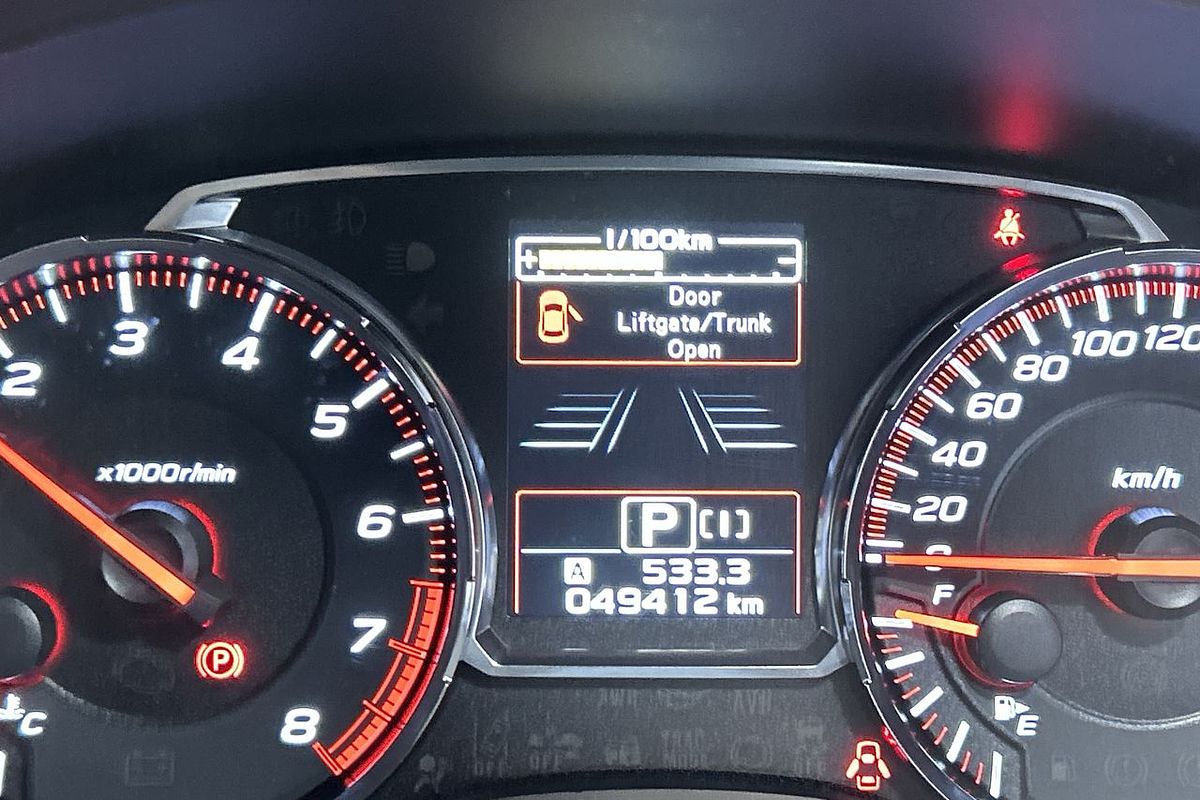 l/100km
+ -
Door
Liftgate/Trunk
Open
P [1]
A 533.3
049412 km
2
3
4
5
6
7
8
x1000r/min
P
C
120
100
80
60
40
20
0
km/h
F
E